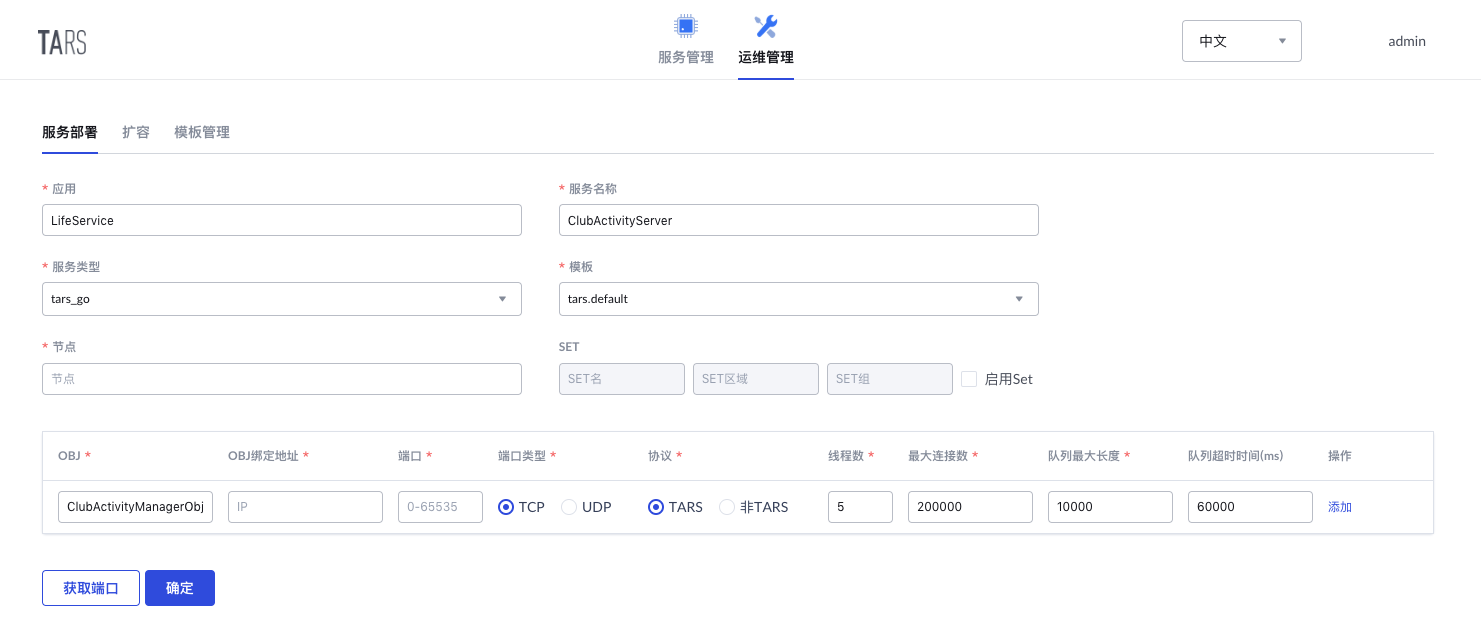 TARS
服务管理 运维管理 中文 admin
服务部署 扩容 模板管理
* 应用 * 服务名称
LifeService ClubActivityServer
* 服务类型 * 模板
tars_go tars.default
* 节点 SET
节点 SET名 SET区域 SET组 启用Set
OBJ * OBJ绑定地址 * 端口 * 端口类型 * 协议 * 线程数 * 最大连接数 * 队列最大长度 * 队列超时时间(ms) 操作
ClubActivityManagerObj IP 0-65535 TCP UDP TARS 非TARS 5 200000 10000 60000 添加
获取端口 确定